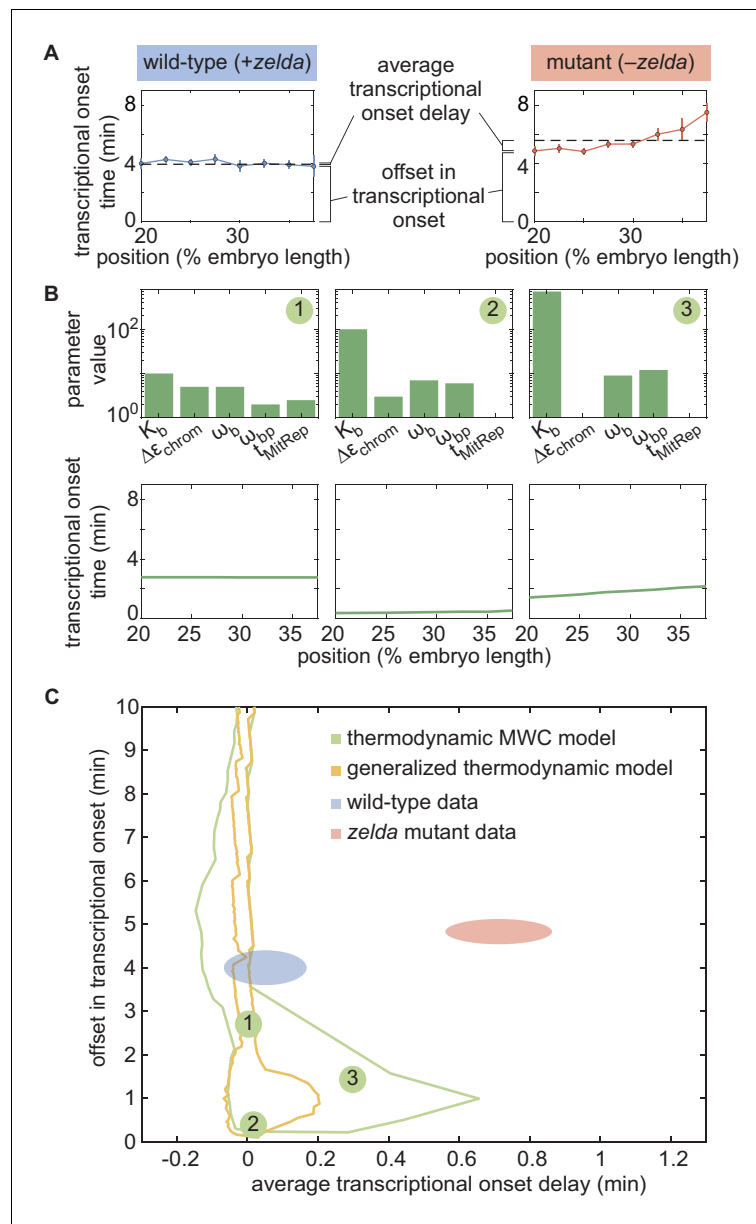 A
wild-type (+zelda)
average
transcriptional
onset delay
mutant (–zelda)
transcriptional onset
time (min)
8
4
0
20
30
position (% embryo length)
offset in
transcriptional
onset
8
4
0
20
30
position (% embryo length)
B
parameter
value
10²
10⁰
1
2
3
K_b
Δε_chrom
ω_b
ω_bp
t_MitRep
K_b
Δε_chrom
ω_b
ω_bp
t_MitRep
K_b
Δε_chrom
ω_b
ω_bp
t_MitRep
transcriptional onset
time (min)
8
4
0
20 25 30 35
20 25 30 35
20 25 30 35
position (% embryo length)
C
offset in transcriptional onset (min)
10
9
8
7
6
5
4
3
2
1
0
thermodynamic MWC model
generalized thermodynamic model
wild-type data
zelda mutant data
1
2
3
-0.2 0 0.2 0.4 0.6 0.8 1 1.2
average transcriptional onset delay (min)